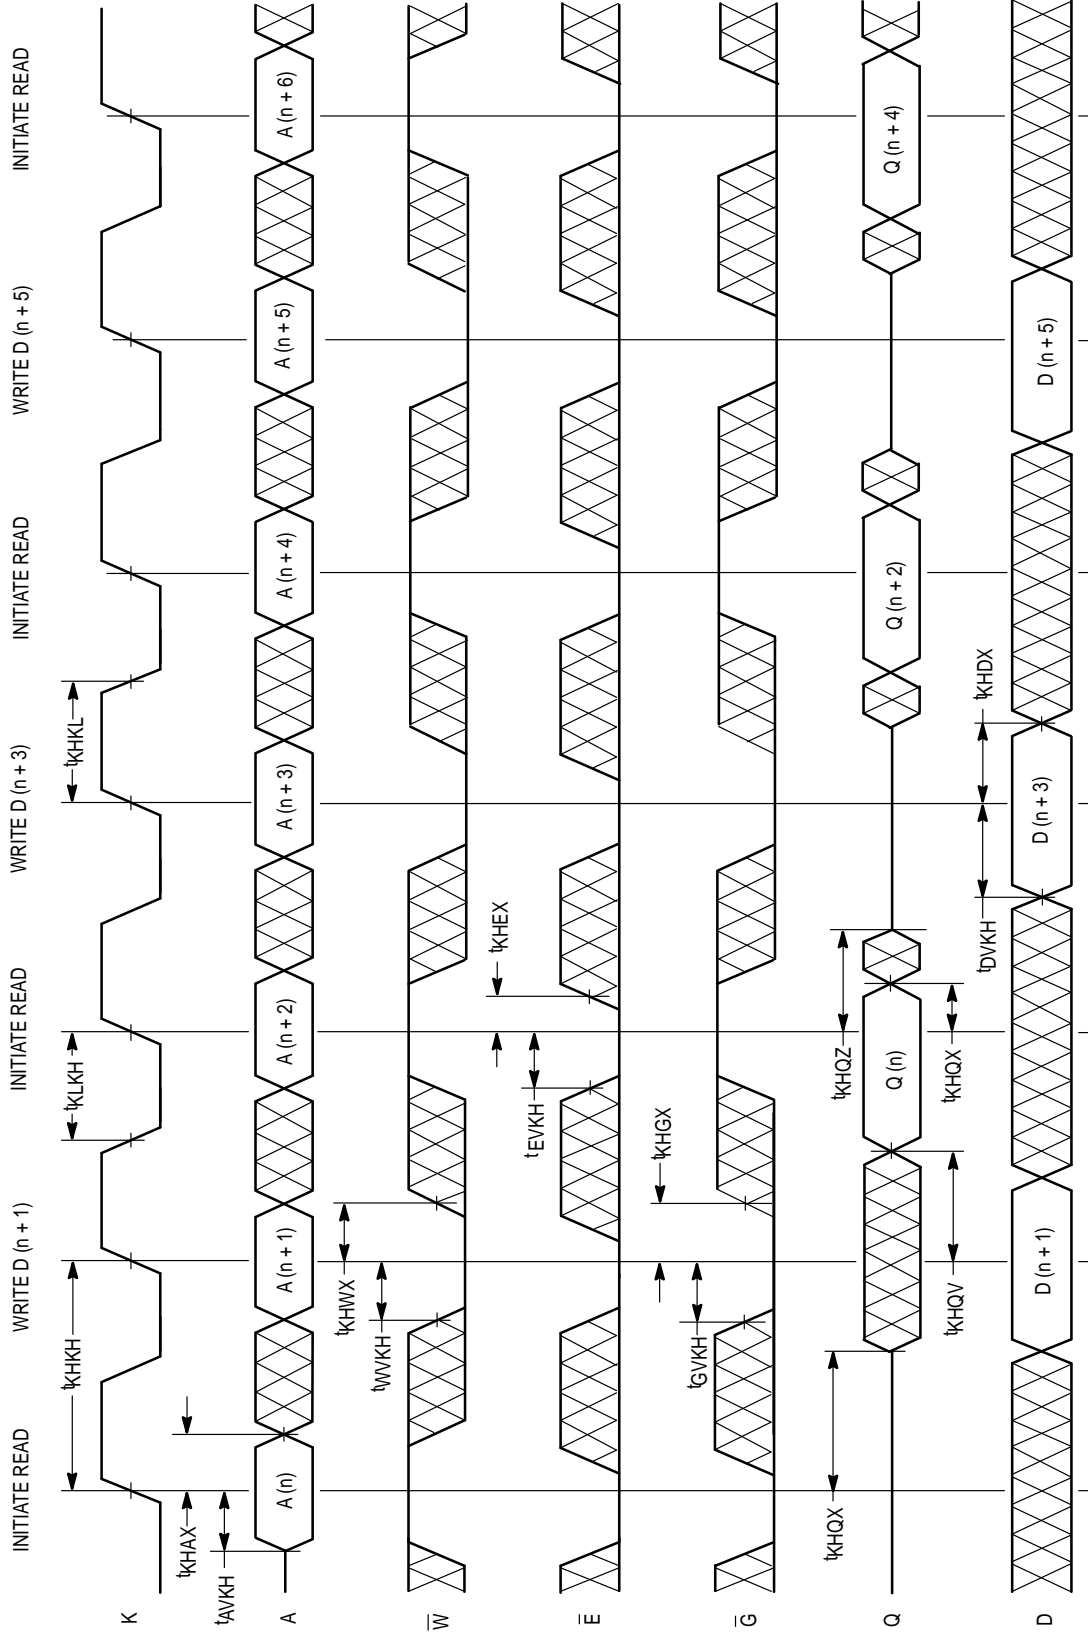 INITIATE READ
WRITE D (n + 1)
INITIATE READ
WRITE D (n + 3)
INITIATE READ
WRITE D (n + 5)
INITIATE READ
tKHKH
tKLKH
tKHKL
K
tKHAX
tAVKH
A
A (n)
A (n + 1)
A (n + 2)
A (n + 3)
A (n + 4)
A (n + 5)
A (n + 6)
tKHWX
tWVKH
W̅
tKHEX
tEVKH
E̅
tKHGX
tGVKH
G̅
tKHQX
tKHQZ
Q
Q (n)
Q (n + 2)
Q (n + 4)
tKHQV
tKHQX
tDVKH
tKHDX
D
D (n + 1)
D (n + 3)
D (n + 5)